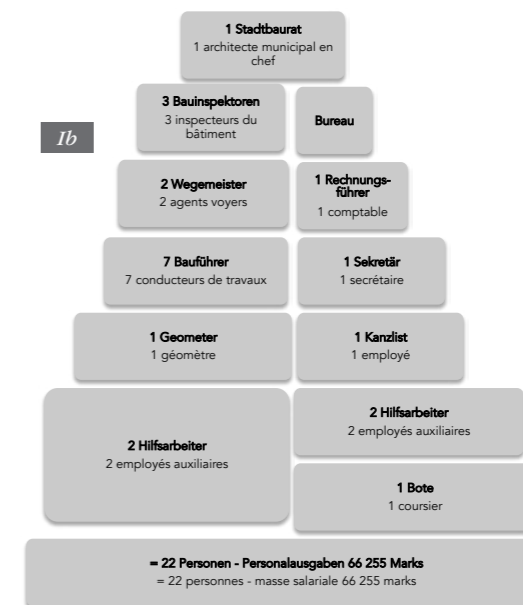 1 Stadtbaurat
1 architecte municipal en
chef
Ib
3 Bauinspektoren
3 inspecteurs du
bâtiment
Bureau
2 Wegemeister
2 agents voyers
1 Rechnungs-
führer
1 comptable
7 Bauführer
7 conducteurs de travaux
1 Sekretär
1 secrétaire
1 Geometer
1 géomètre
1 Kanzlist
1 employé
2 Hilfsarbeiter
2 employés auxiliaires
2 Hilfsarbeiter
2 employés auxiliaires
1 Bote
1 coursier
= 22 Personen - Personalausgaben 66 255 Marks
= 22 personnes - masse salariale 66 255 marks